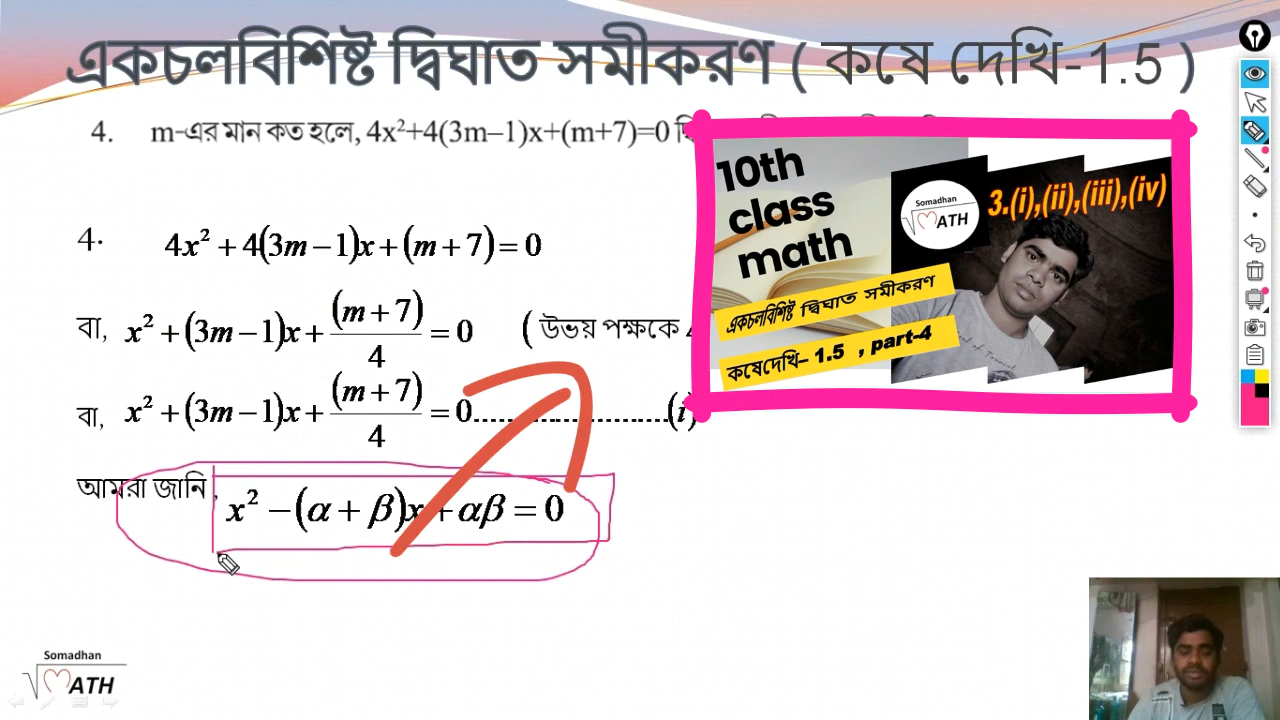 একচলবিশিষ্ট দ্বিঘাত সমীকরণ ( কষে দেখি-1.5 )
4. m-এর মান কত হলে, 4x²+4(3m–1)x+(m+7)=0
4. 4x² + 4(3m – 1)x + (m + 7) = 0
বা, x² + (3m – 1)x + (m + 7)/4 = 0 ( উভয় পক্ষকে
বা, x² + (3m – 1)x + (m + 7)/4 = 0........................(i)
আমরা জানি , x² – (α + β)x + αβ = 0
10th
class
math
একচলবিশিষ্ট দ্বিঘাত সমীকরণ
কষেদেখি– 1.5 , part-4
Somadhan
√MATH
3.(i),(ii),(iii),(iv)
Somadhan
√MATH